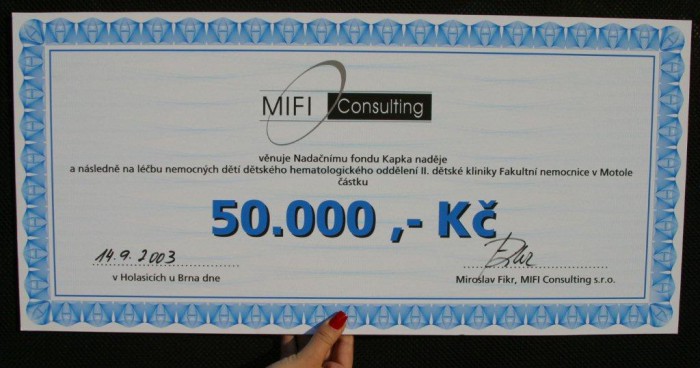 MIFI Consulting
věnuje Nadačnímu fondu Kapka naděje
a následně na léčbu nemocných dětí dětského hematologického oddělení II. dětské kliniky Fakultní nemocnice v Motole
částku
50.000 ,- Kč
14.9.2003
v Holasicích u Brna dne
Miroslav Fikr, MIFI Consulting s.r.o.